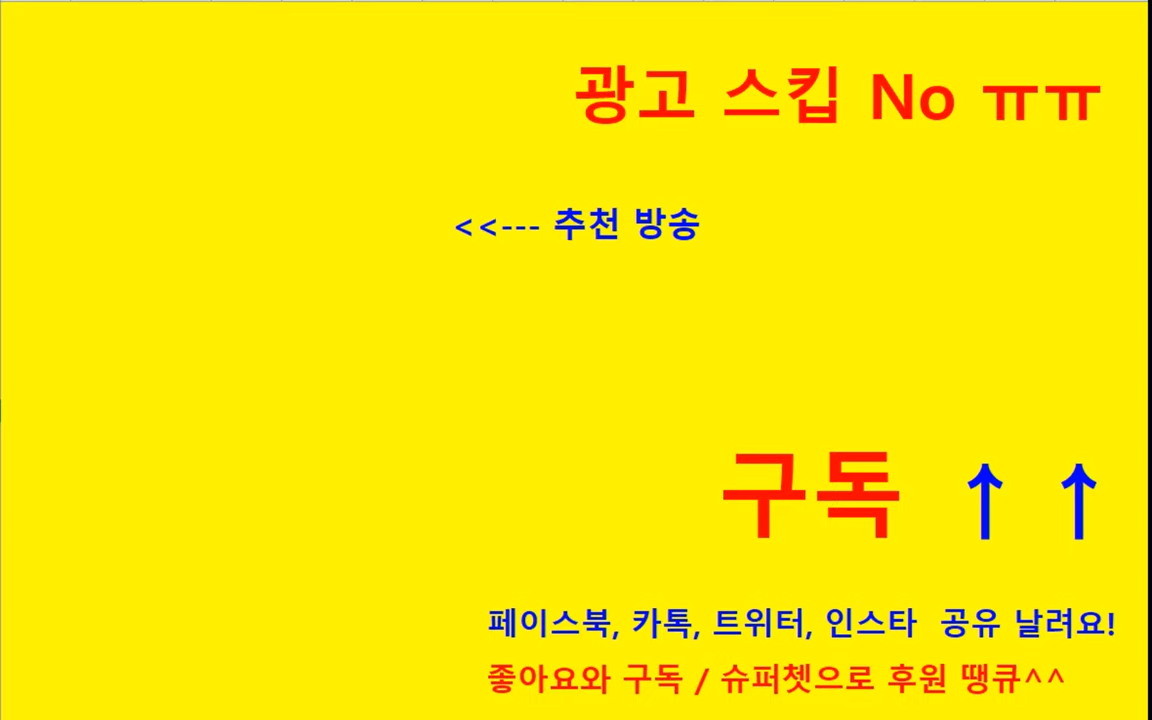 광고 스킵 No ㅠㅠ
<<--- 추천 방송
구독 ↑ ↑
페이스북, 카톡, 트위터, 인스타 공유 날려요!
좋아요와 구독 / 슈퍼쳇으로 후원 땡큐^^